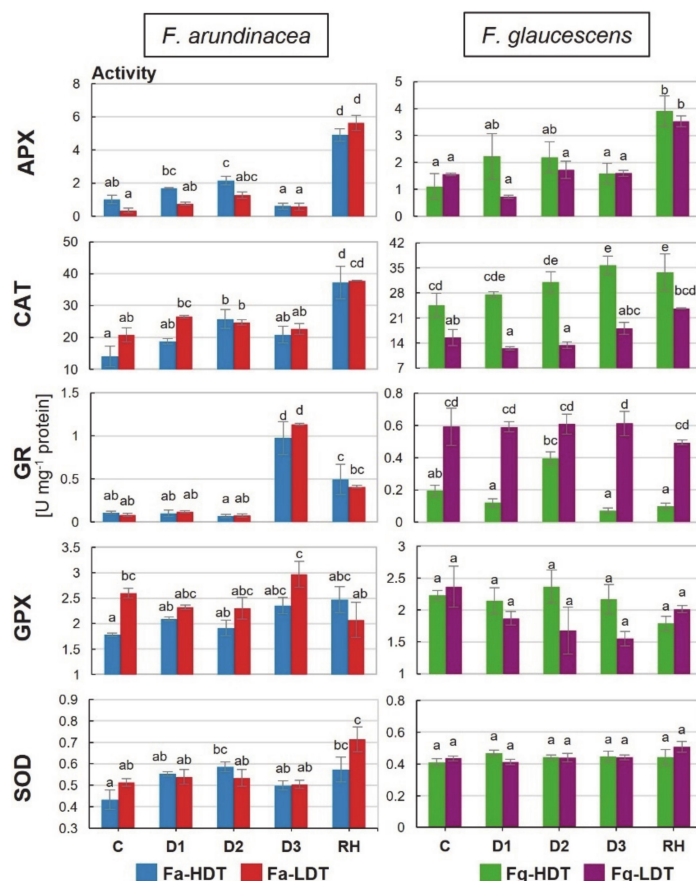 F. arundinacea F. glaucescens
Activity
APX
8
6
4
2
0
ab a bc ab c abc a a d d
5
4
3
2
1
0
a a ab a ab a a a b b
CAT
50
40
30
20
10
a ab ab bc b b ab ab d cd
42
35
28
21
14
7
cd ab cde a de a e abc e bcd
GR
[U mg-1 protein]
1.5
1
0.5
0
ab ab ab ab a ab d d c bc
0.8
0.6
0.4
0.2
0
ab cd a cd bc cd a d a cd
GPX
3.5
3
2.5
2
1.5
1
a bc ab abc ab abc abc c abc abc
3
2.5
2
1.5
1
a a a a a a a a a a
SOD
0.9
0.8
0.7
0.6
0.5
0.4
0.3
a ab ab ab bc ab ab ab bc c
0.8
0.6
0.4
0.2
0
a a a a a a a a a a
C D1 D2 D3 RH
C D1 D2 D3 RH
Fa-HDT Fa-LDT
Fg-HDT Fg-LDT